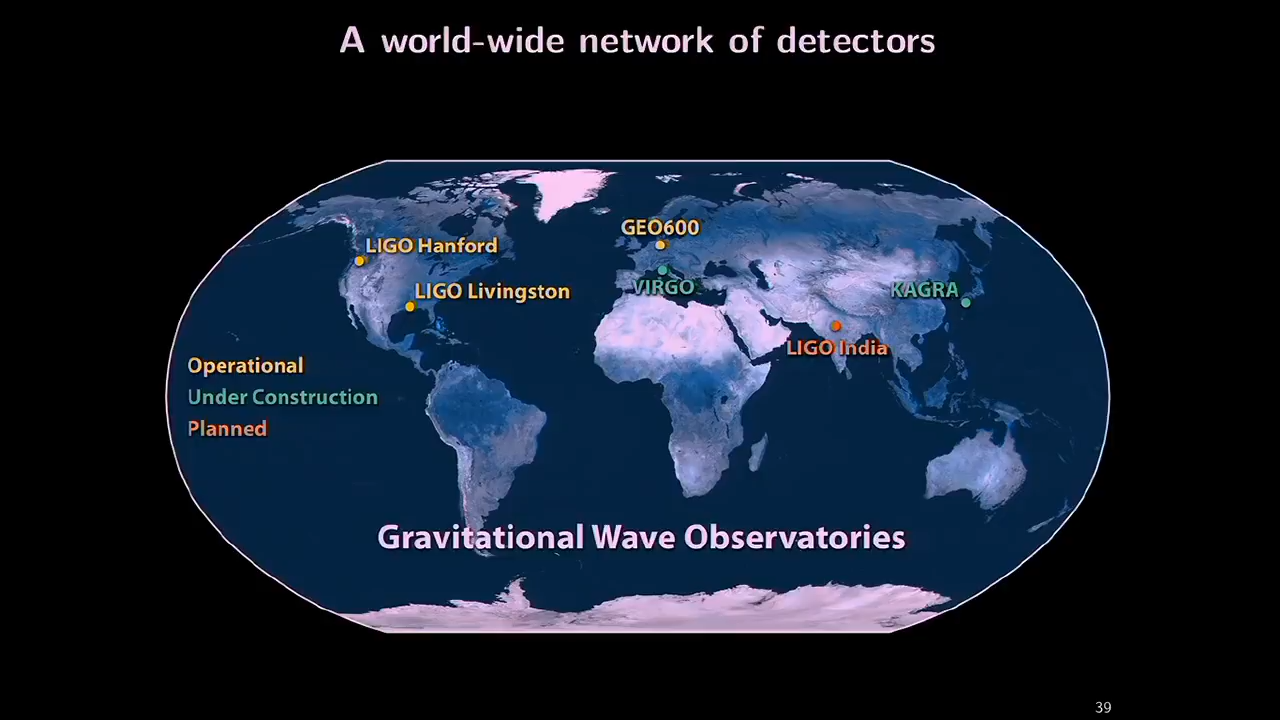 A world-wide network of detectors
GEO600
LIGO Hanford
VIRGO
KAGRA
LIGO Livingston
LIGO India
Operational
Under Construction
Planned
Gravitational Wave Observatories
39